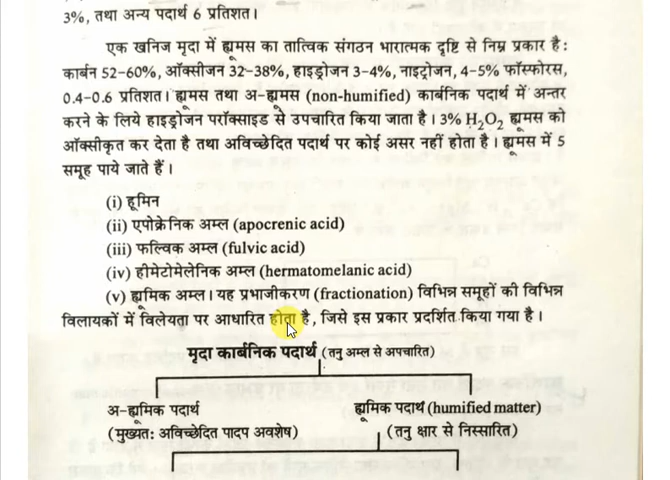 3%, तथा अन्य पदार्थ 6 प्रतिशत।
एक खनिज मृदा में ह्यूमस का तात्विक संगठन भारात्मक दृष्टि से निम्न प्रकार है :
कार्बन 52-60%, ऑक्सीजन 32-38%, हाइड्रोजन 3-4%, नाइट्रोजन, 4-5% फॉस्फोरस,
0.4-0.6 प्रतिशत। ह्यूमस तथा अ-ह्यूमस (non-humified) कार्बनिक पदार्थ में अन्तर
करने के लिये हाइड्रोजन परॉक्साइड से उपचारित किया जाता है। 3% H₂O₂ ह्यूमस को
ऑक्सीकृत कर देता है तथा अविच्छेदित पदार्थ पर कोई असर नहीं होता है। ह्यूमस में 5
समूह पाये जाते हैं।
(i) हूमिन
(ii) एपोक्रेनिक अम्ल (apocrenic acid)
(iii) फल्विक अम्ल (fulvic acid)
(iv) हीमेटोमेलेनिक अम्ल (hermatomelanic acid)
(v) ह्यूमिक अम्ल। यह प्रभाजीकरण (fractionation) विभिन्न समूहों की विभिन्न
विलायकों में विलेयता पर आधारित होता है, जिसे इस प्रकार प्रदर्शित किया गया है।
मृदा कार्बनिक पदार्थ (तनु अम्ल से अपचारित)
अ-ह्यूमिक पदार्थ ह्यूमिक पदार्थ (humified matter)
(मुख्यत: अविच्छेदित पादप अवशेष) (तनु क्षार से निस्सारित)